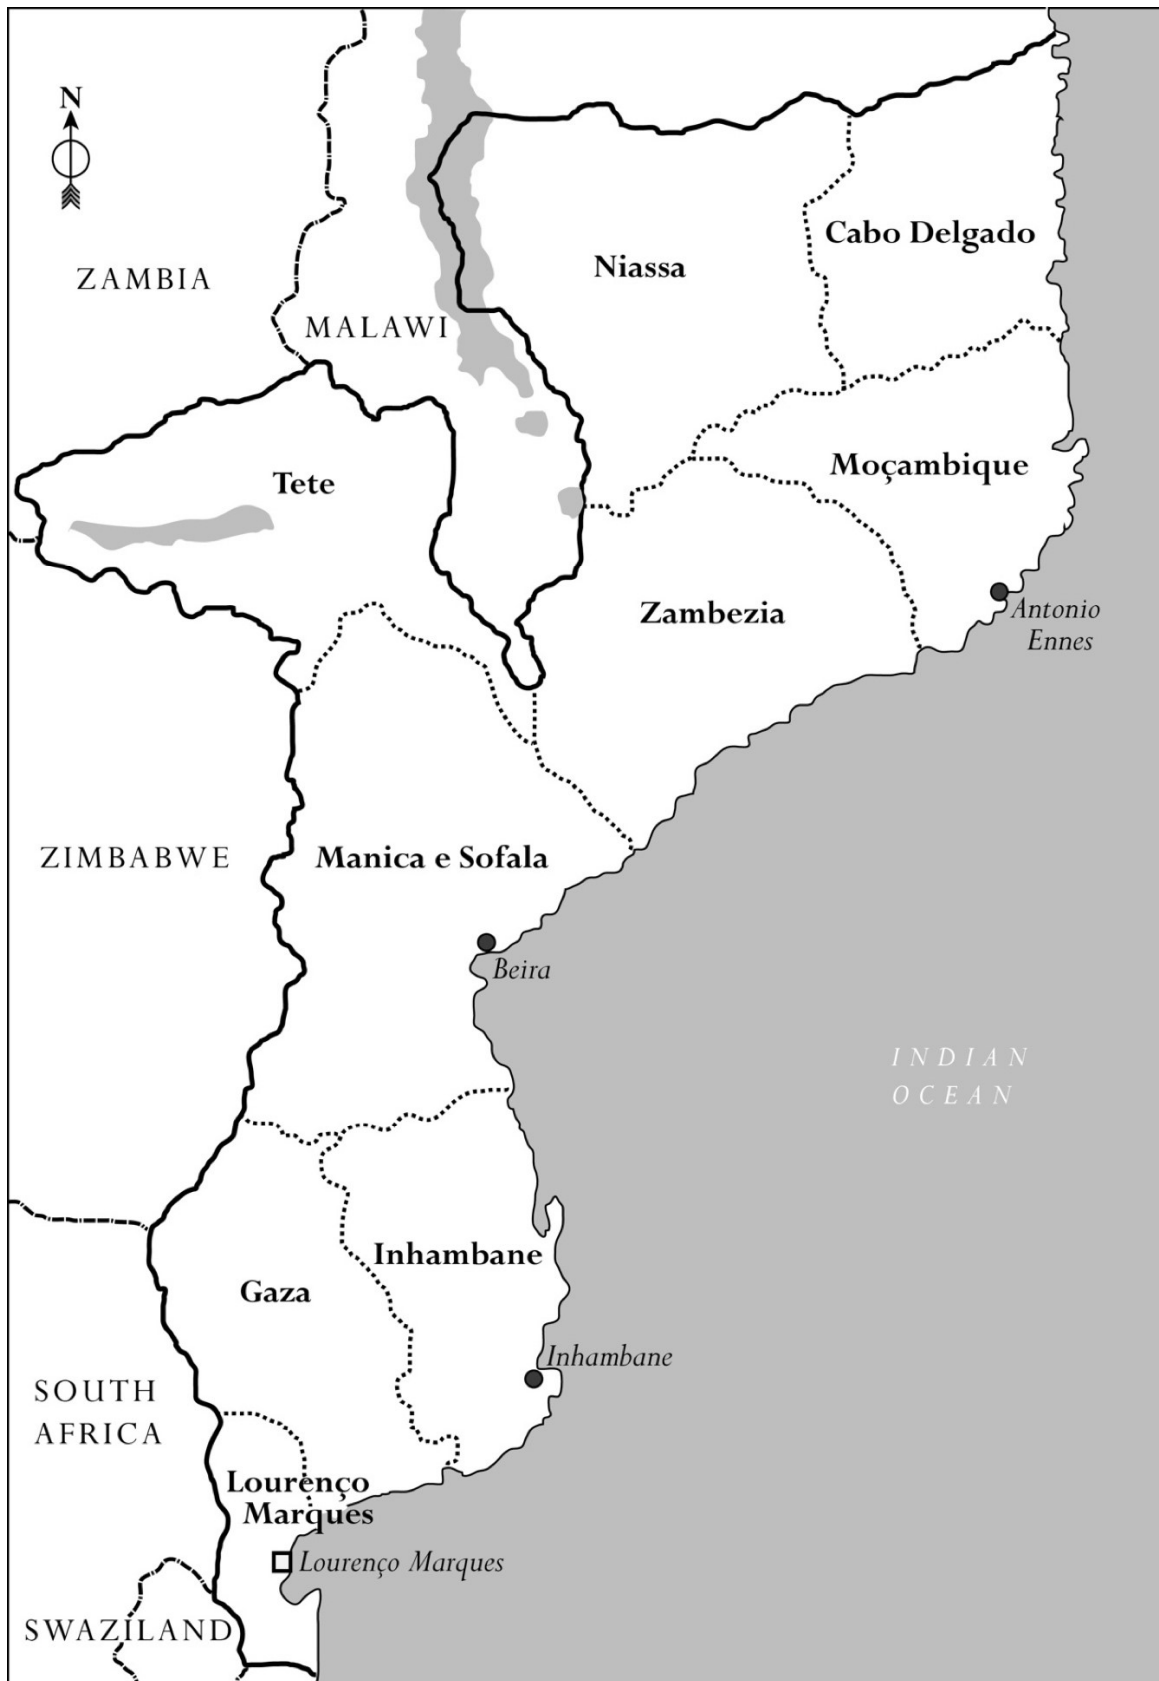 N
Cabo Delgado
Niassa
ZAMBIA
MALAWI
Moçambique
Tete
Zambezia
Antonio
Ennes
ZIMBABWE
Manica e Sofala
Beira
INDIAN
OCEAN
Inhambane
Gaza
Inhambane
SOUTH
AFRICA
Lourenço
Marques
Lourenço Marques
SWAZILAND